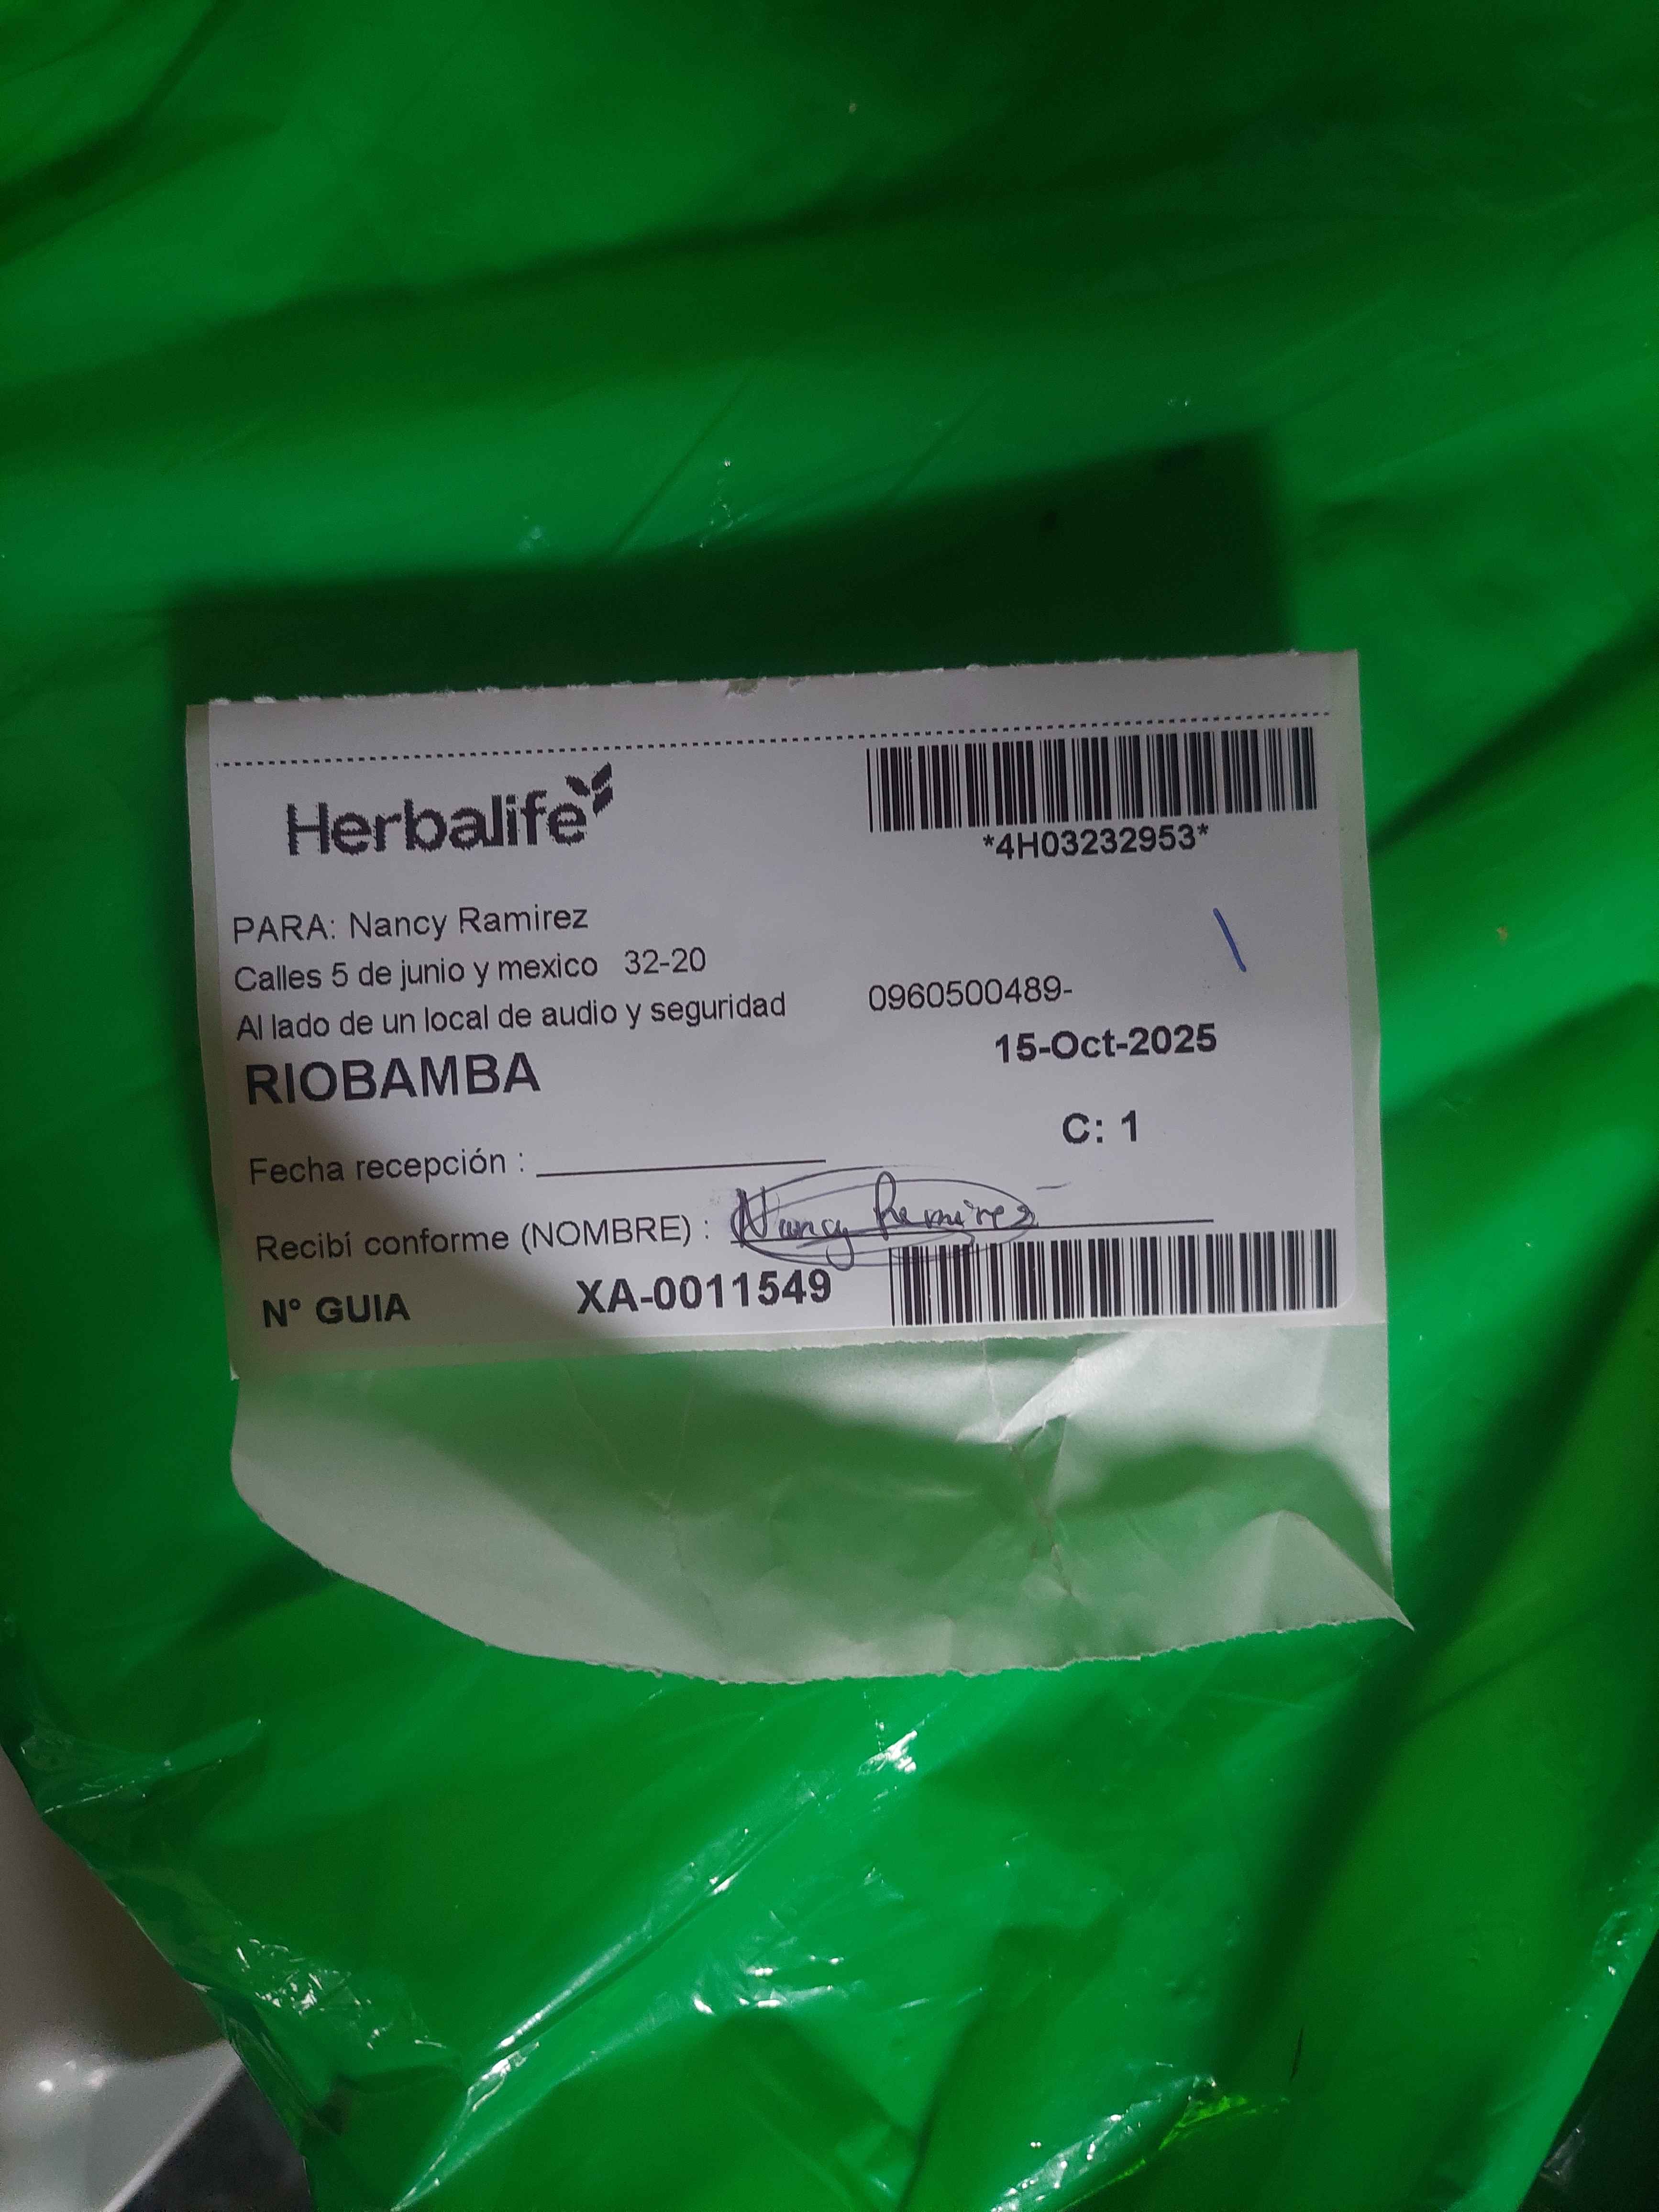 Herbalife
*4H03232953*
PARA: Nancy Ramirez
Calles 5 de junio y mexico 32-20
Al lado de un local de audio y seguridad 0960500489-
RIOBAMBA 15-Oct-2025
C: 1
Fecha recepción :
Recibí conforme (NOMBRE) : Nancy Ramirez
N° GUIA XA-0011549